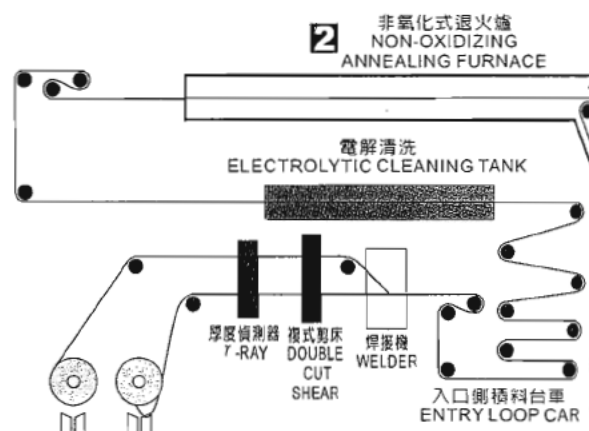 2
非氧化式退火爐
NON-OXIDIZING
ANNEALING FURNACE
電解清洗
ELECTROLYTIC CLEANING TANK
厚度偵測器
γ-RAY
複式剪床
DOUBLE
CUT
SHEAR
焊接機
WELDER
入口側積料台車
ENTRY LOOP CAR